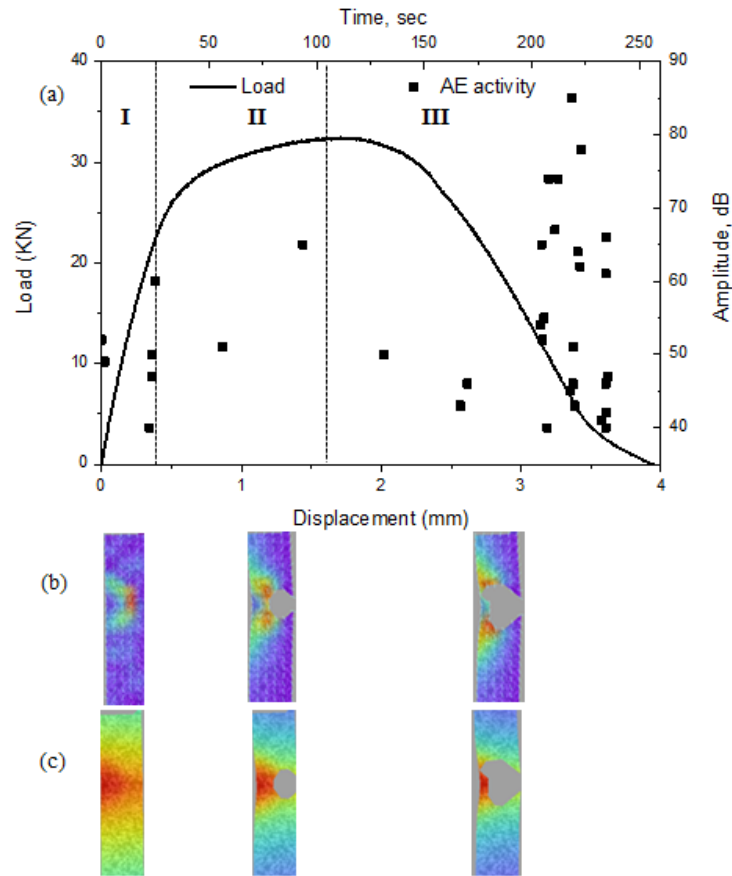 Time, sec
0 50 100 150 200 250
40 90
(a) Load AE activity
I II III
80
30
70
Load (KN) 20 60 Amplitude, dB
50
10
40
0
0 1 2 3 4
Displacement (mm)
(b)
(c)